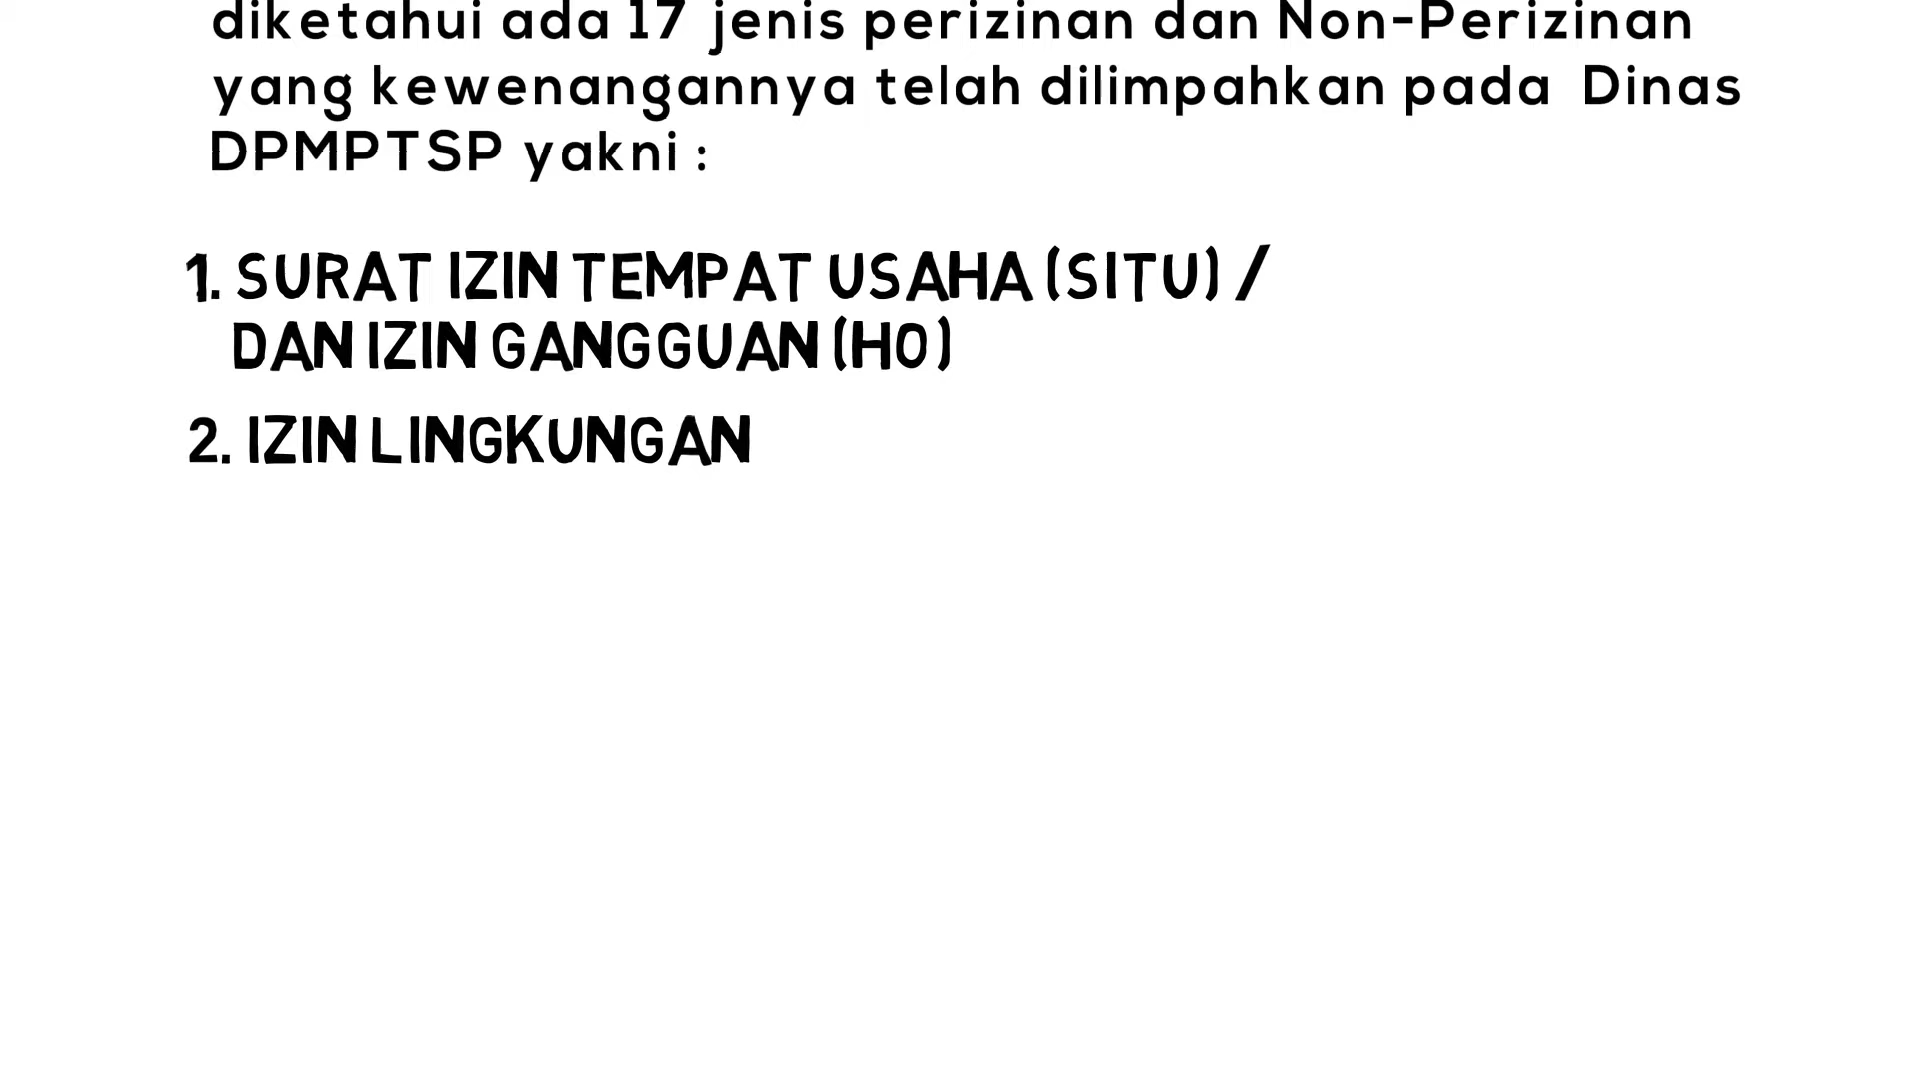 diketahui ada 17 jenis perizinan dan Non-Perizinan
yang kewenangannya telah dilimpahkan pada Dinas
DPMPTSP yakni :
1. SURAT IZIN TEMPAT USAHA (SITU) /
DAN IZIN GANGGUAN (HO)
2. IZIN LINGKUNGAN